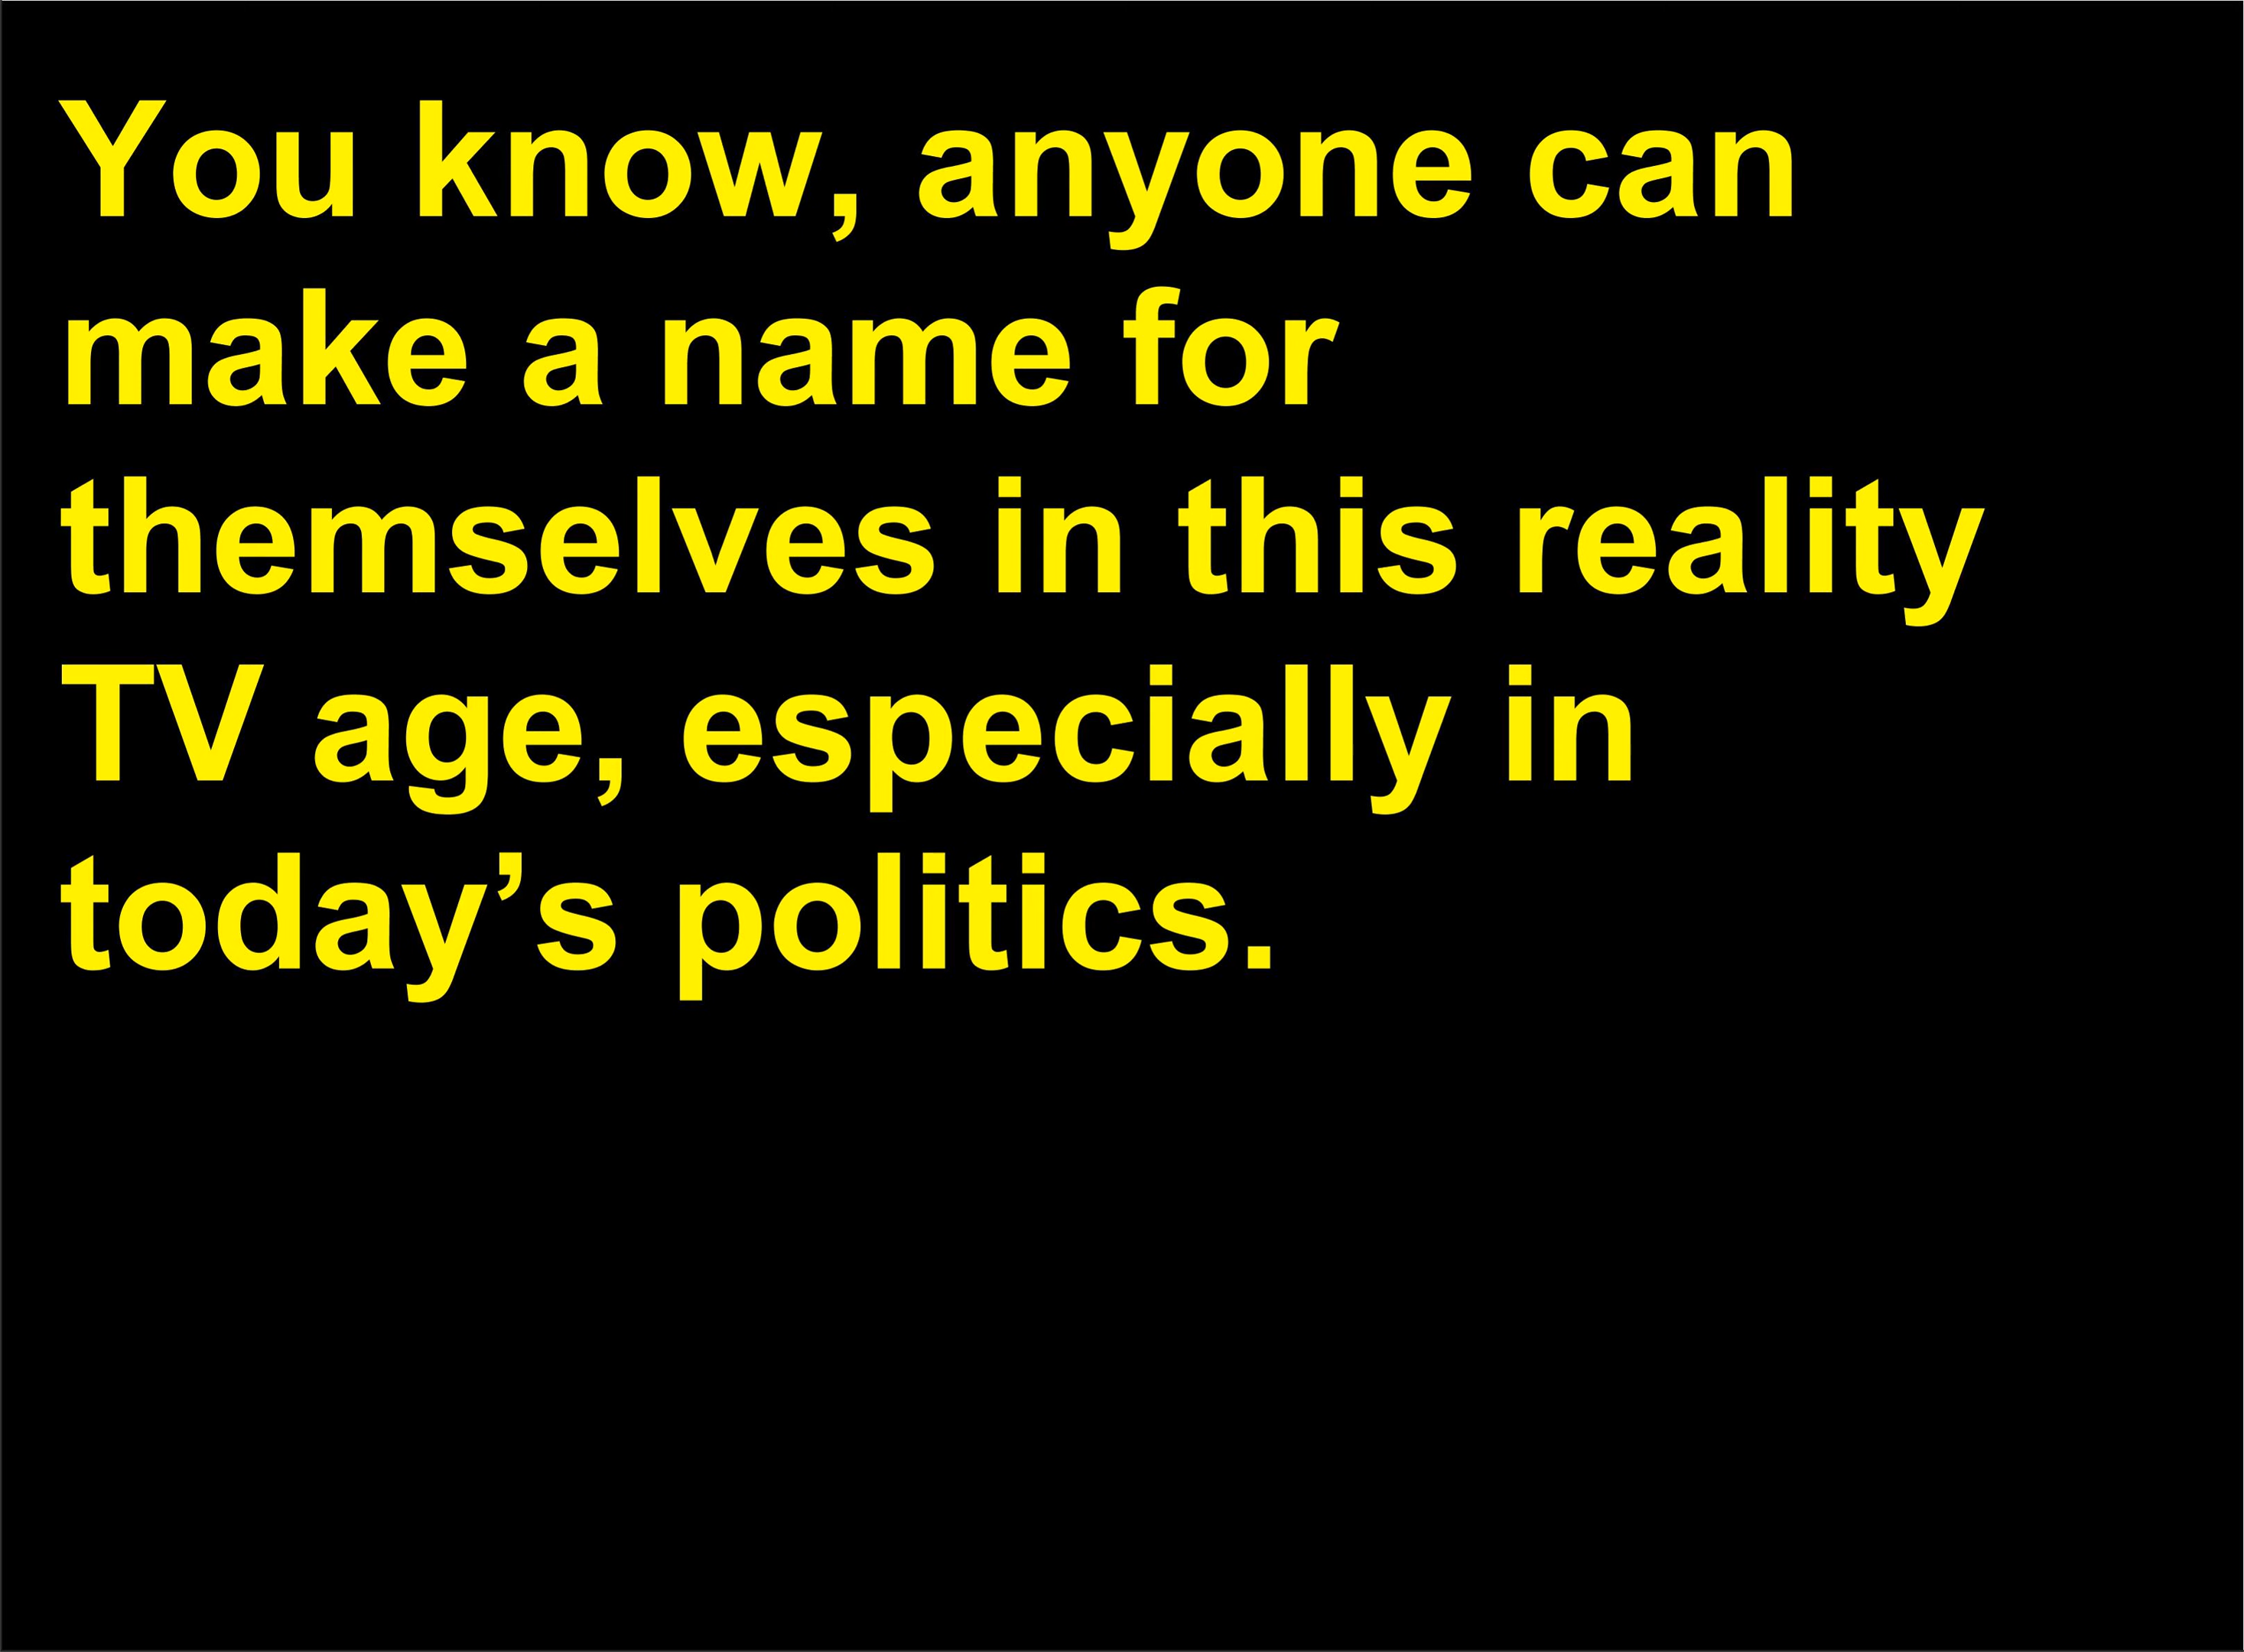 You know, anyone can
make a name for
themselves in this reality
TV age, especially in
today’s politics.